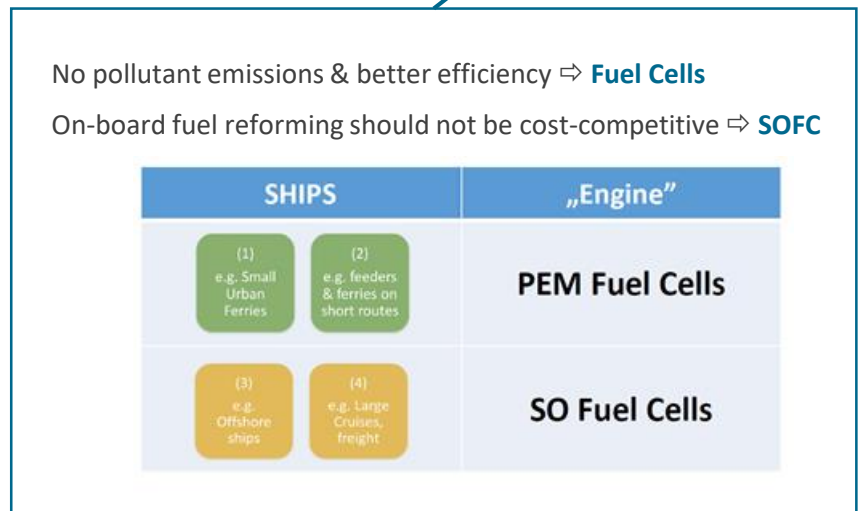 No pollutant emissions & better efficiency ⇨ Fuel Cells
On-board fuel reforming should not be cost-competitive ⇨ SOFC
SHIPS
„Engine”
(1)
e.g. Small
Urban
Ferries
(2)
e.g. feeders
& ferries on
short routes
PEM Fuel Cells
(3)
e.g.
Offshore
ships
(4)
e.g. Large
Cruises,
freight
SO Fuel Cells